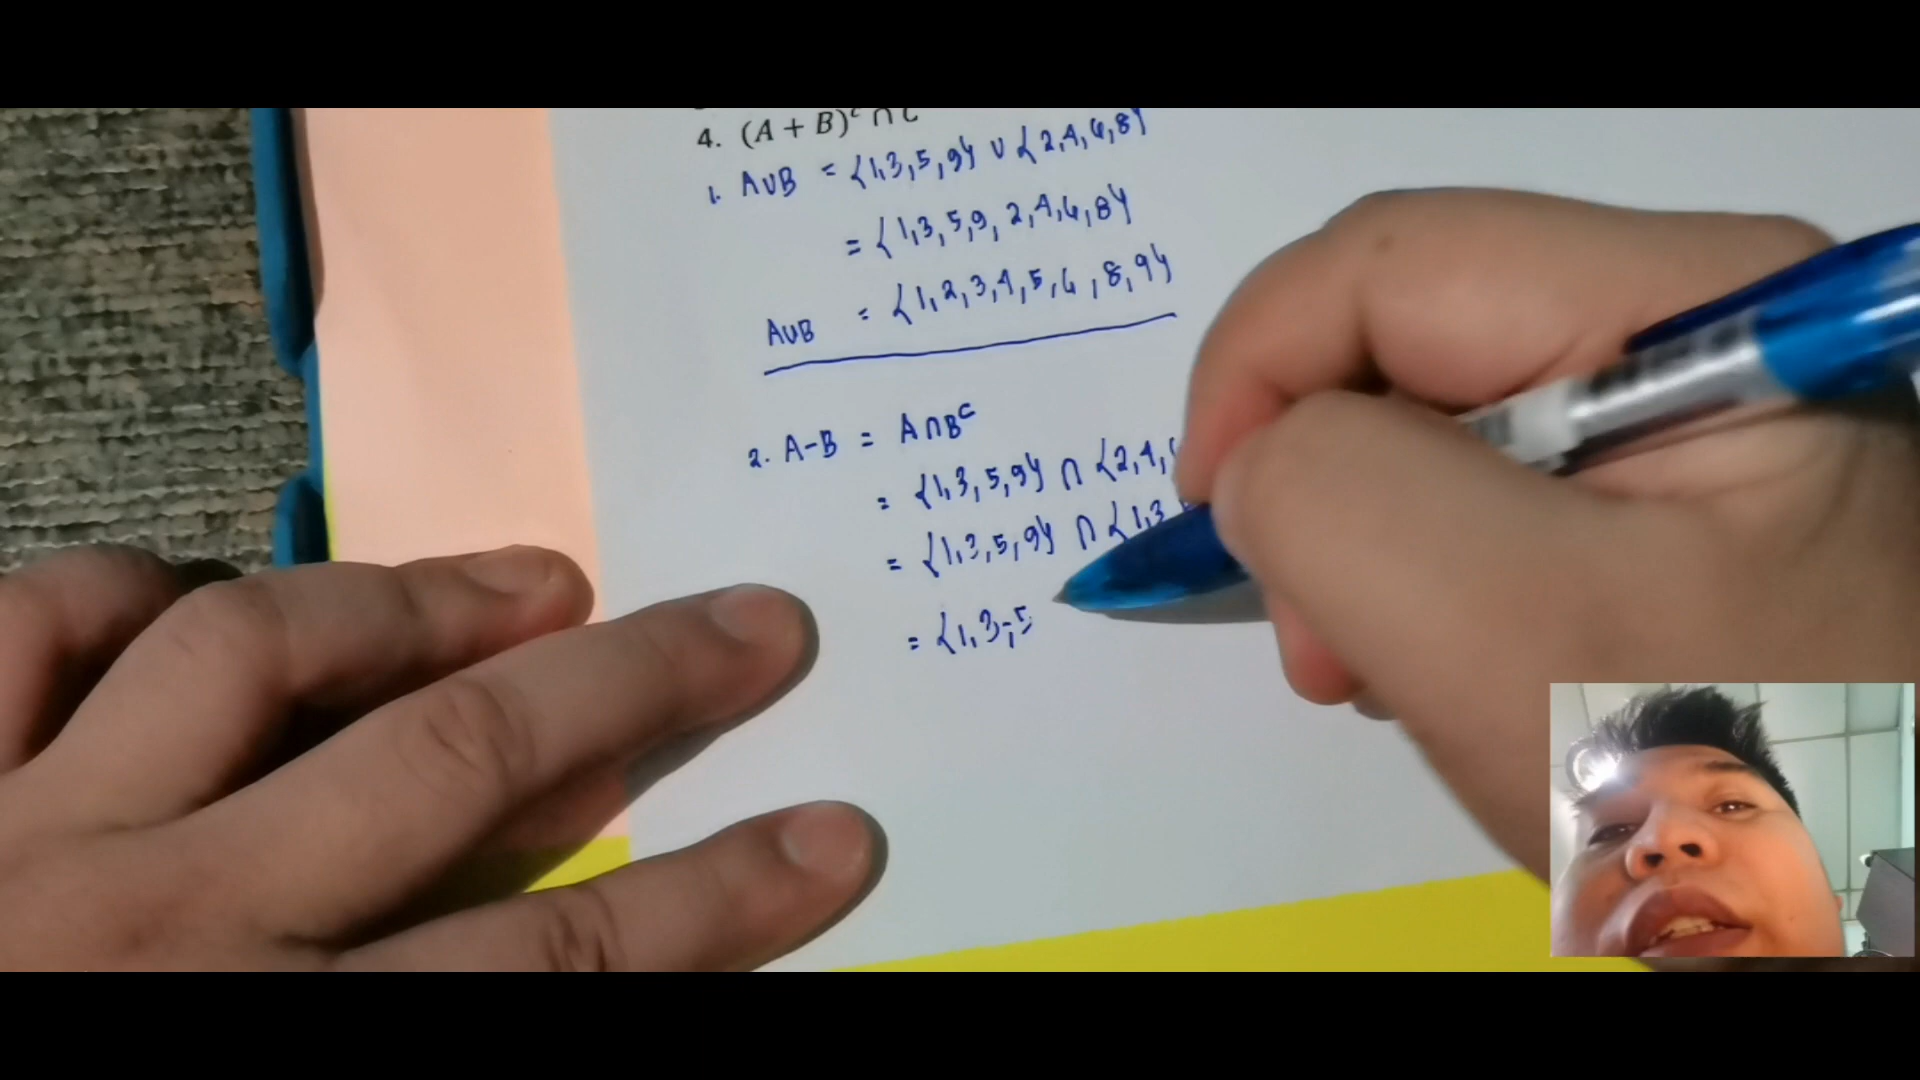 4. (A + B)ᶜ ∩ C
1. A∪B = {1,3,5,9} ∪ {2,4,6,8}
= {1,3,5,9, 2,4,6,8}
A∪B = {1,2,3,4,5,6,8,9}
2. A-B = A∩Bᶜ
= {1,3,5,9} ∩ {2,4,
= {1,3,5,9} ∩ {1,3
= {1,3,5